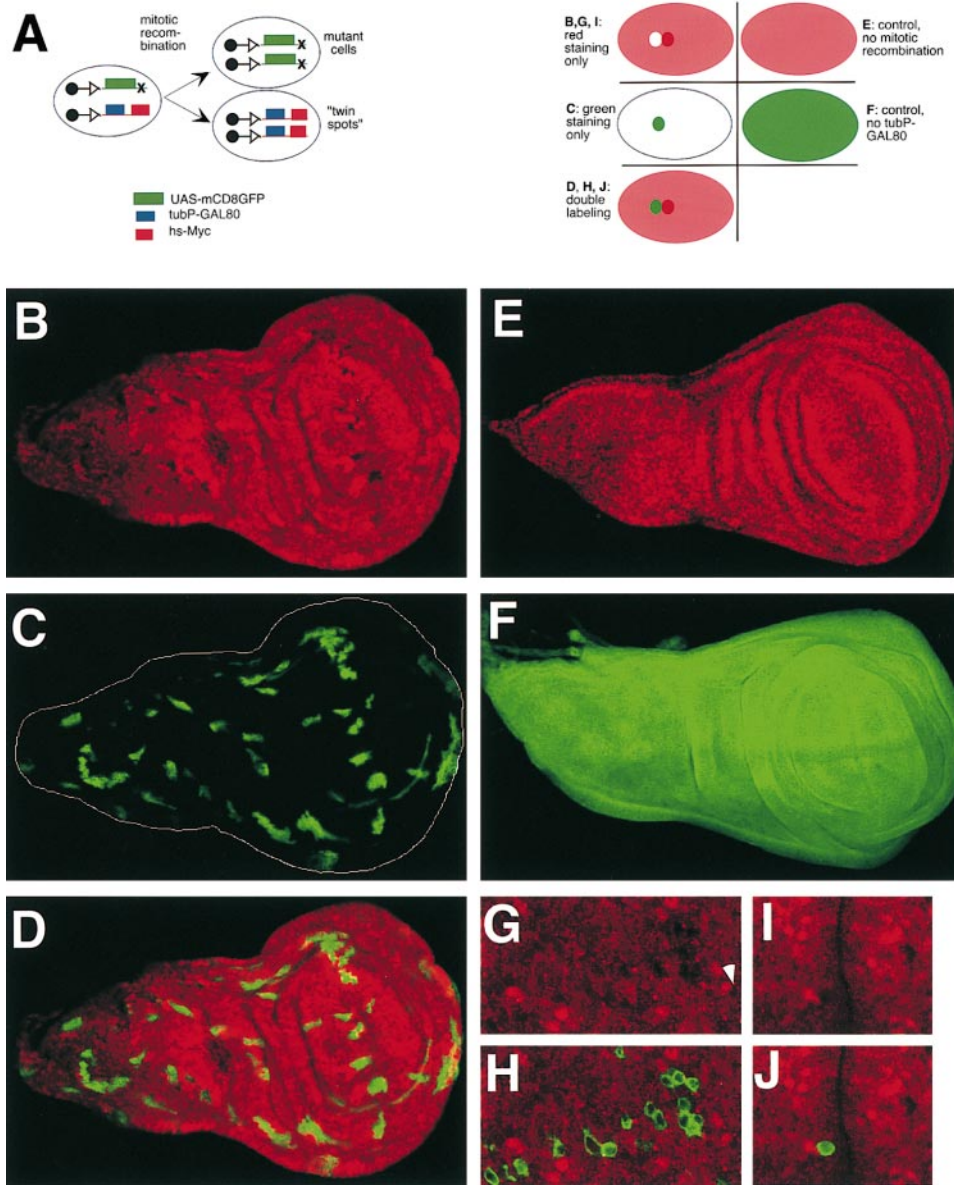 A
mitotic
recom-
bination
mutant
cells
X
X
X
"twin
spots"
UAS-mCD8GFP
tubP-GAL80
hs-Myc
B,G, I:
red
staining
only
E: control,
no mitotic
recombination
C: green
staining
only
F: control,
no tubP-
GAL80
D, H, J:
double
labeling
B
E
C
F
D
G
I
H
J